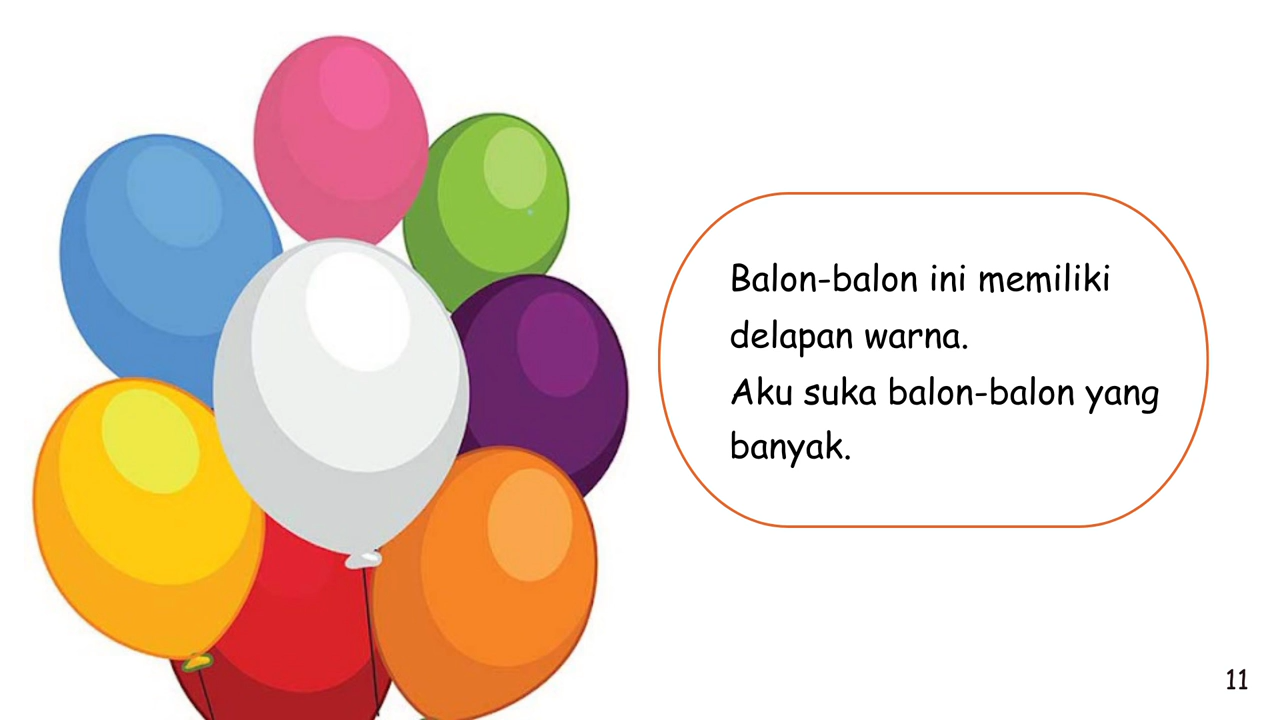 Balon-balon ini memiliki
delapan warna.
Aku suka balon-balon yang
banyak.
11